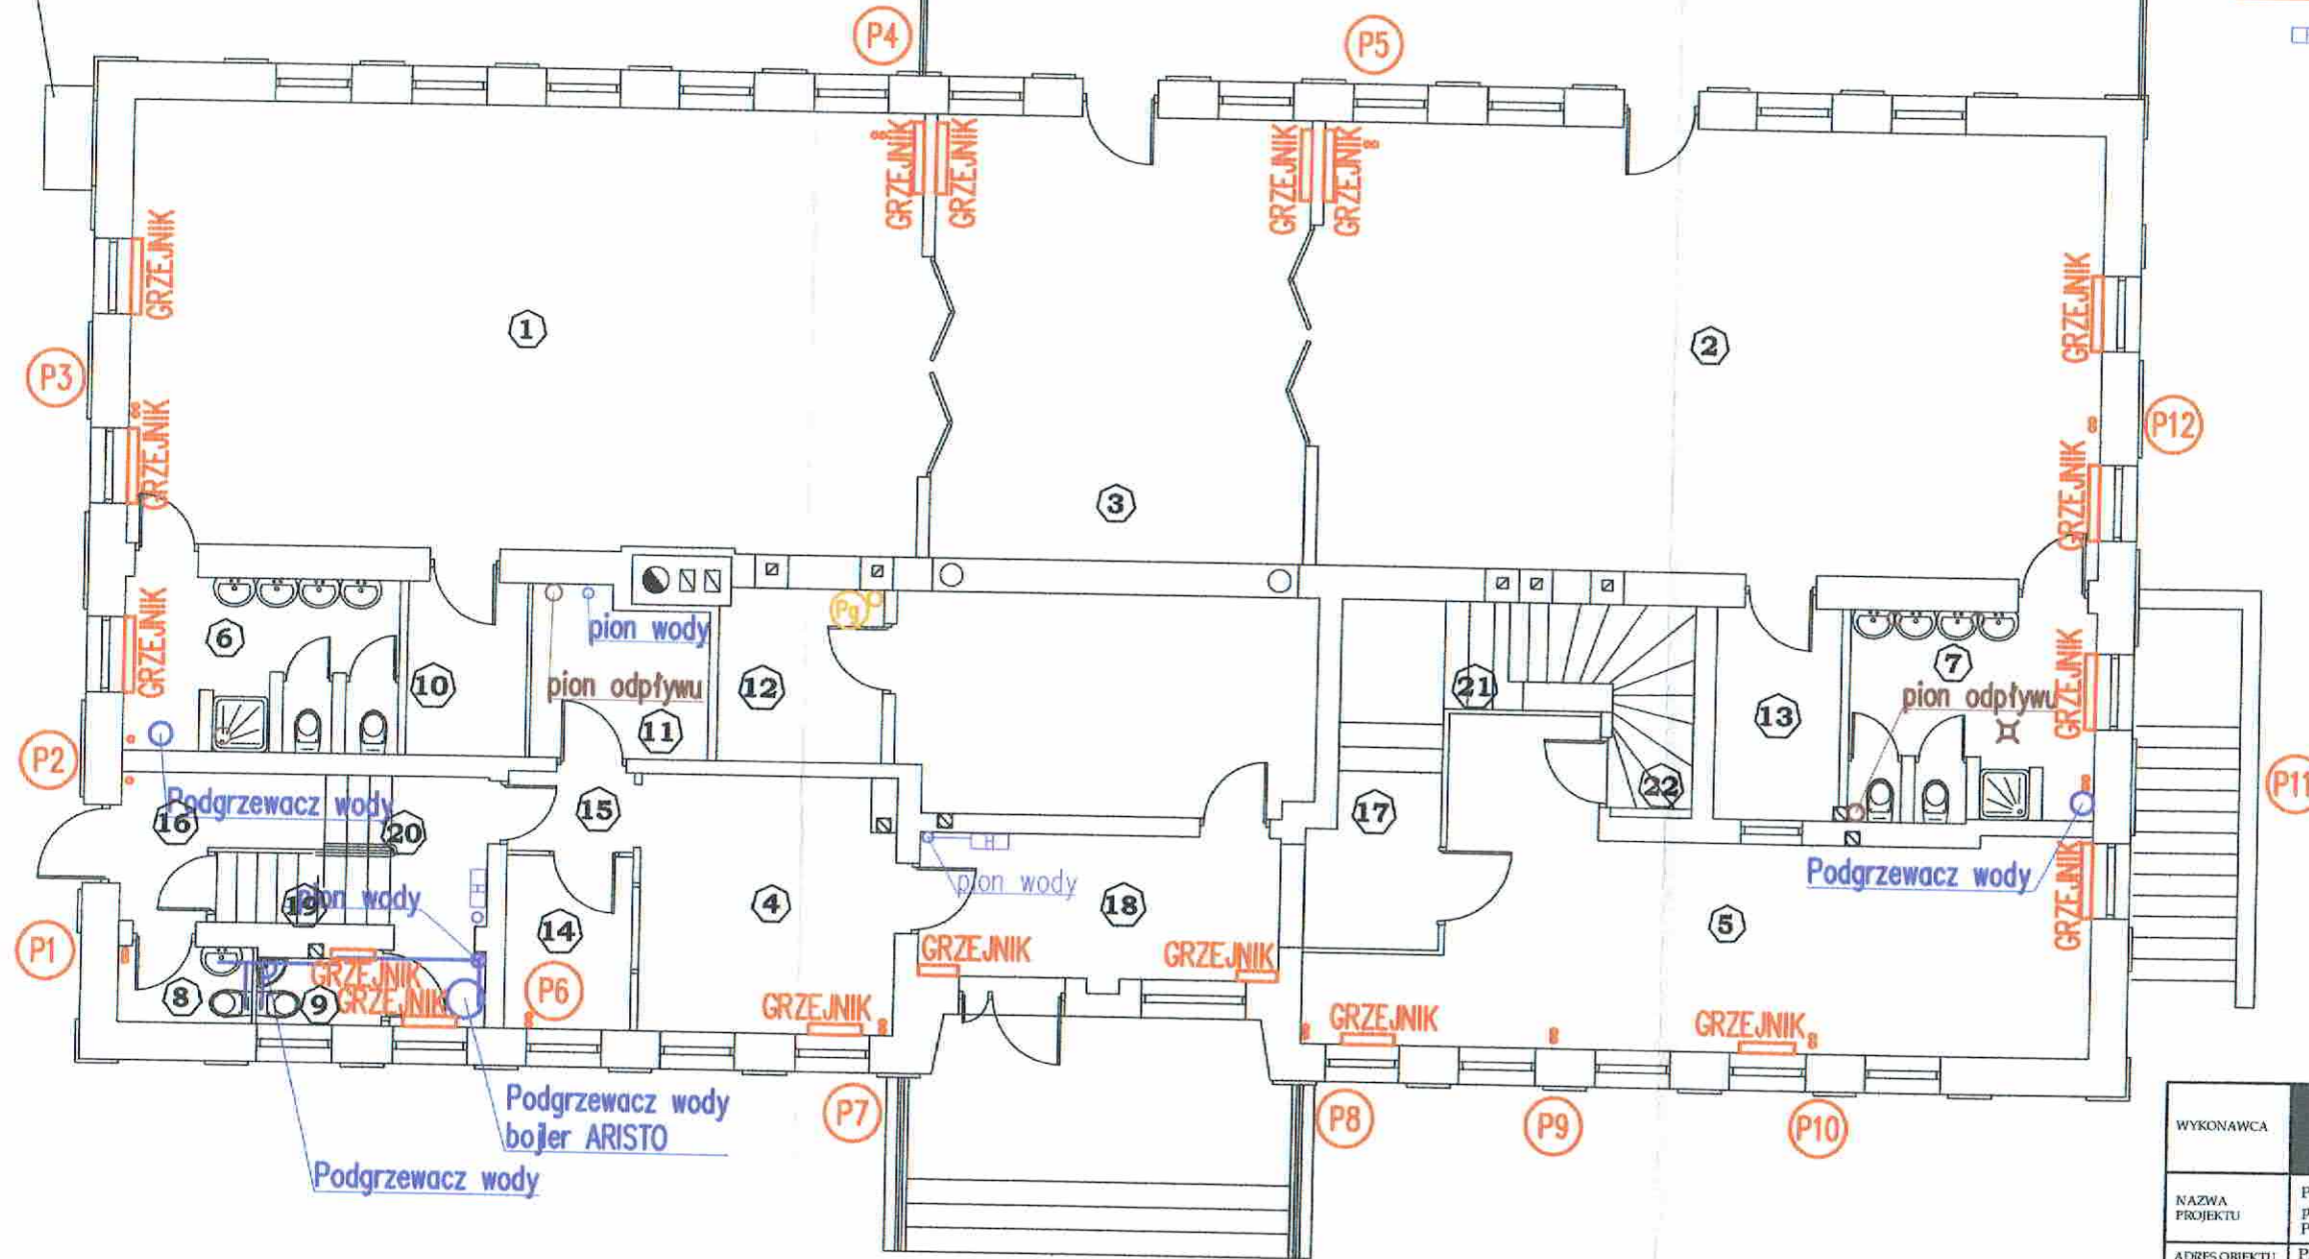 P4
P5
GRZEJNIK
GRZEJNIK
GRZEJNIK
GRZEJNIK
GRZEJNIK
GRZEJNIK
1
2
P3
P12
GRZEJNIK
GRZEJNIK
3
GRZEJNIK
Pg
6
pion wody
10
pion odpływu
11
12
21
13
7
pion odpływu
GRZEJNIK
P2
Podgrzewacz wody
16
20
15
17
22
P11
19
pion wody
14
4
pion wody
18
5
Podgrzewacz wody
GRZEJNIK
P1
8
9
GRZEJNIK
GRZEJNIK
P6
GRZEJNIK
GRZEJNIK
GRZEJNIK
GRZEJNIK
GRZEJNIK
Podgrzewacz wody
bojler ARISTO
P7
P8
P9
P10
Podgrzewacz wody
WYKONAWCA
NAZWA
PROJEKTU
ADRES OBIEKTU